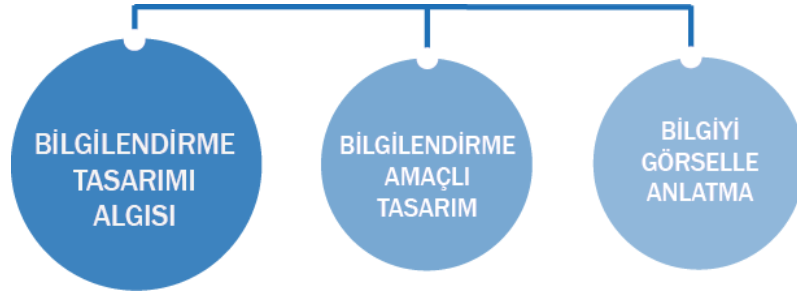 BİLGİLENDİRME
TASARIMI
ALGISI
BİLGİLENDİRME
AMAÇLI
TASARIM
BİLGİYİ
GÖRSELLE
ANLATMA